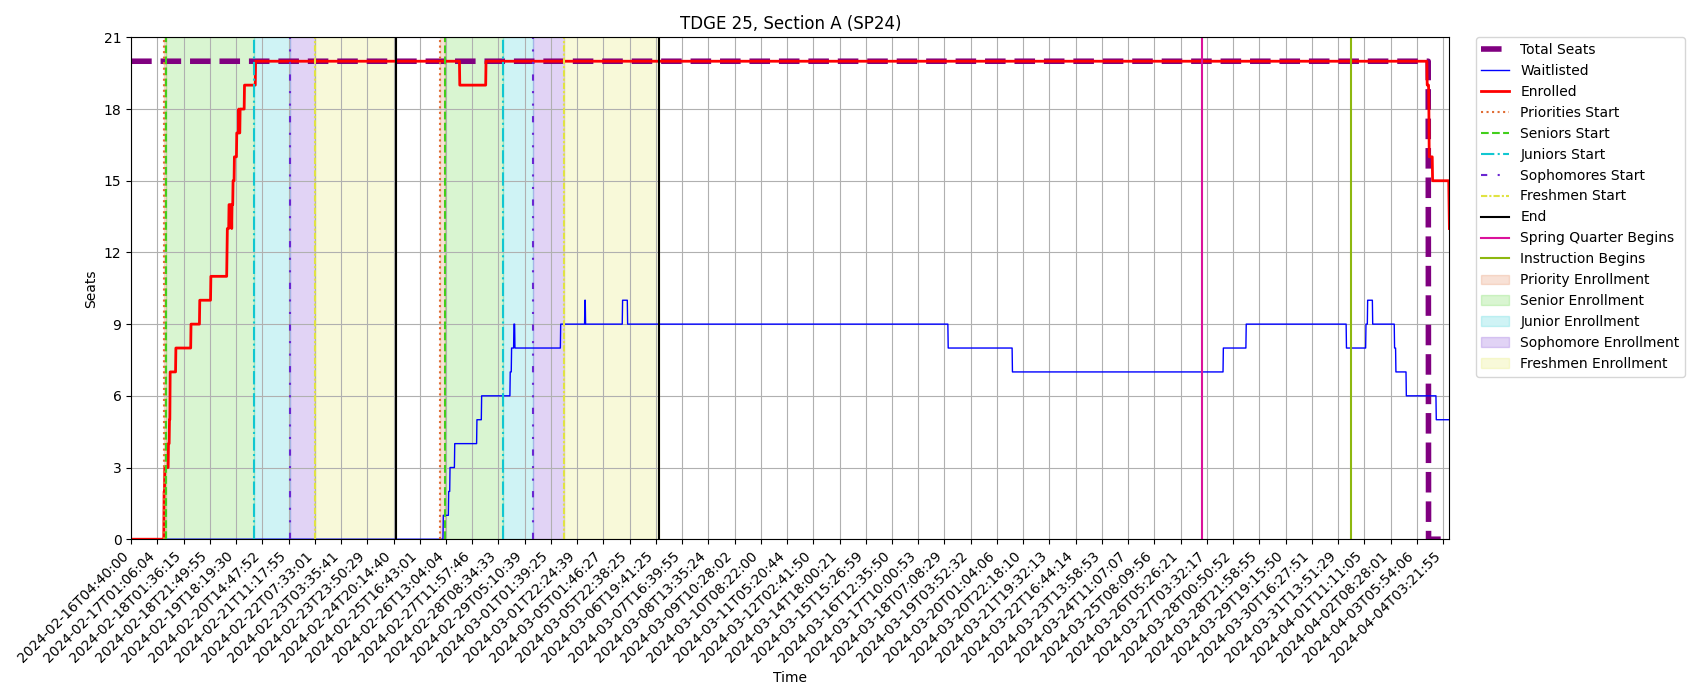 TDGE 25, Section A (SP24)
Seats
21
18
15
12
9
6
3
0
2024-02-16T04:40:00
2024-02-17T01:06:04
2024-02-18T01:36:15
2024-02-18T21:49:55
2024-02-19T18:19:30
2024-02-20T14:47:52
2024-02-21T11:17:55
2024-02-22T07:33:01
2024-02-23T03:35:41
2024-02-23T23:50:29
2024-02-24T20:14:40
2024-02-25T16:43:01
2024-02-26T13:04:04
2024-02-27T11:57:46
2024-02-28T08:34:33
2024-02-29T05:10:39
2024-03-01T01:39:25
2024-03-01T22:24:39
2024-03-05T01:46:27
2024-03-05T22:38:25
2024-03-06T19:41:25
2024-03-07T16:39:55
2024-03-08T13:35:24
2024-03-09T10:28:02
2024-03-10T08:22:00
2024-03-11T05:20:44
2024-03-12T02:41:50
2024-03-14T18:00:21
2024-03-15T15:26:59
2024-03-16T12:35:50
2024-03-17T10:00:53
2024-03-18T07:08:29
2024-03-19T03:52:32
2024-03-20T01:04:06
2024-03-20T22:18:10
2024-03-21T19:32:13
2024-03-22T16:44:14
2024-03-23T13:58:53
2024-03-24T11:07:07
2024-03-25T08:09:56
2024-03-26T05:26:21
2024-03-27T03:32:17
2024-03-28T00:50:52
2024-03-28T21:58:55
2024-03-29T19:15:50
2024-03-30T16:27:51
2024-03-31T13:51:29
2024-04-01T11:11:05
2024-04-02T08:28:01
2024-04-03T05:54:06
2024-04-04T03:21:55
Time
Total Seats
Waitlisted
Enrolled
Priorities Start
Seniors Start
Juniors Start
Sophomores Start
Freshmen Start
End
Spring Quarter Begins
Instruction Begins
Priority Enrollment
Senior Enrollment
Junior Enrollment
Sophomore Enrollment
Freshmen Enrollment